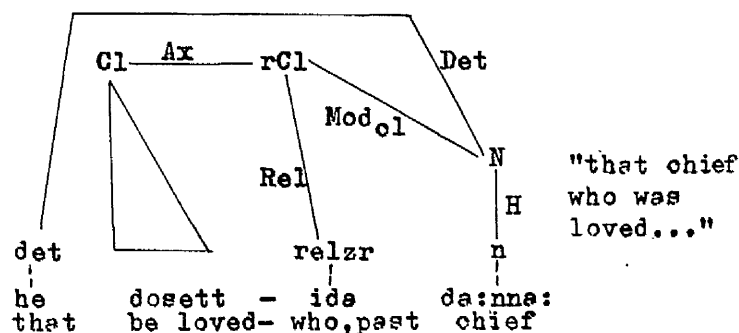 Cl Ax rCl Det
Mod cl
N
Rel H
"that chief
who was
loved..."
det relzr n
he dosett - ida da:nna:
that be loved- who,past chief